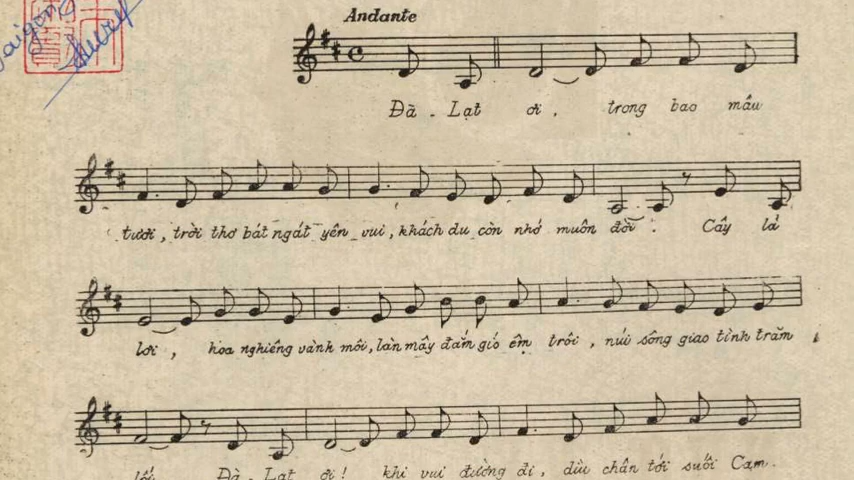 Saigon
Andante
Đà - Lạt ơi, trong bao mầu
tươi, trời thơ bát ngát yên vui, khách du còn nhớ muôn đời. Cây lả
lơi, hoa nghiêng vành môi, làn mây đắm gió êm trôi, núi sông giao tình trăm
lối Đà - Lạt ơi! khi vui đường đi, dìu chân tới suối Cam